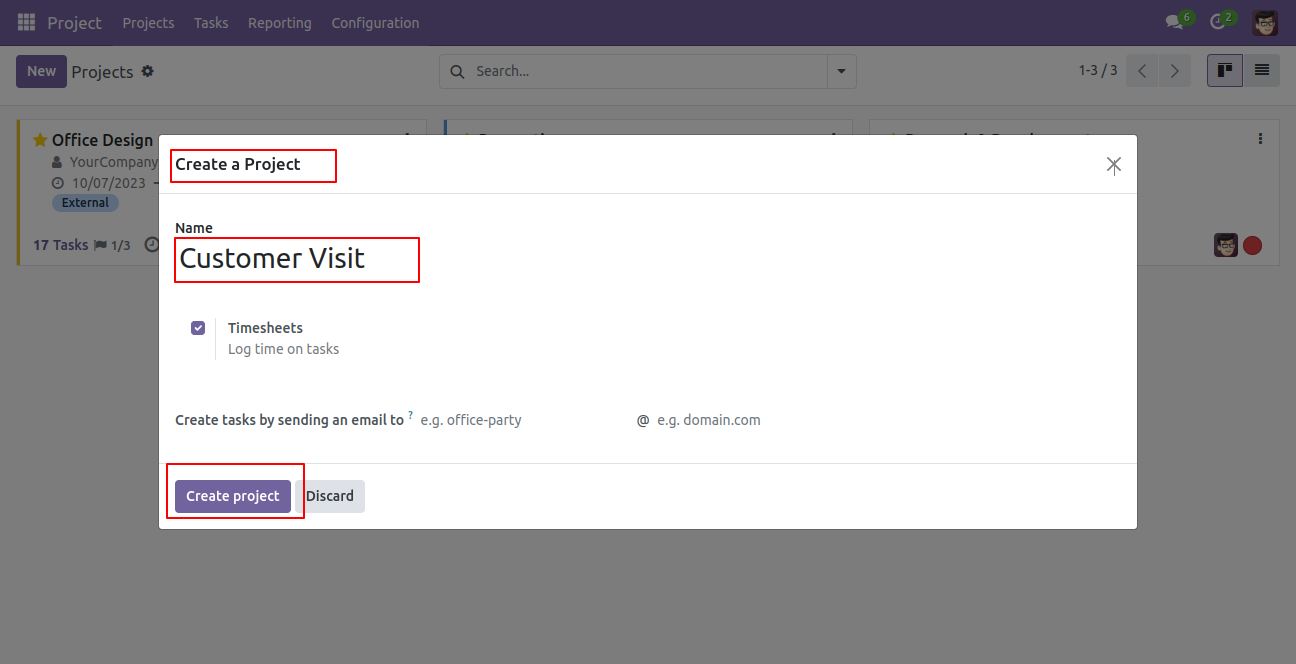 Project Projects Tasks Reporting Configuration 6 2
New Projects Search... 1-3 / 3
Office Design
YourCompany
10/07/2023
External
17 Tasks 1/3
Create a Project
Name
Customer Visit
Timesheets
Log time on tasks
Create tasks by sending an email to ? e.g. office-party @ e.g. domain.com
Create project Discard